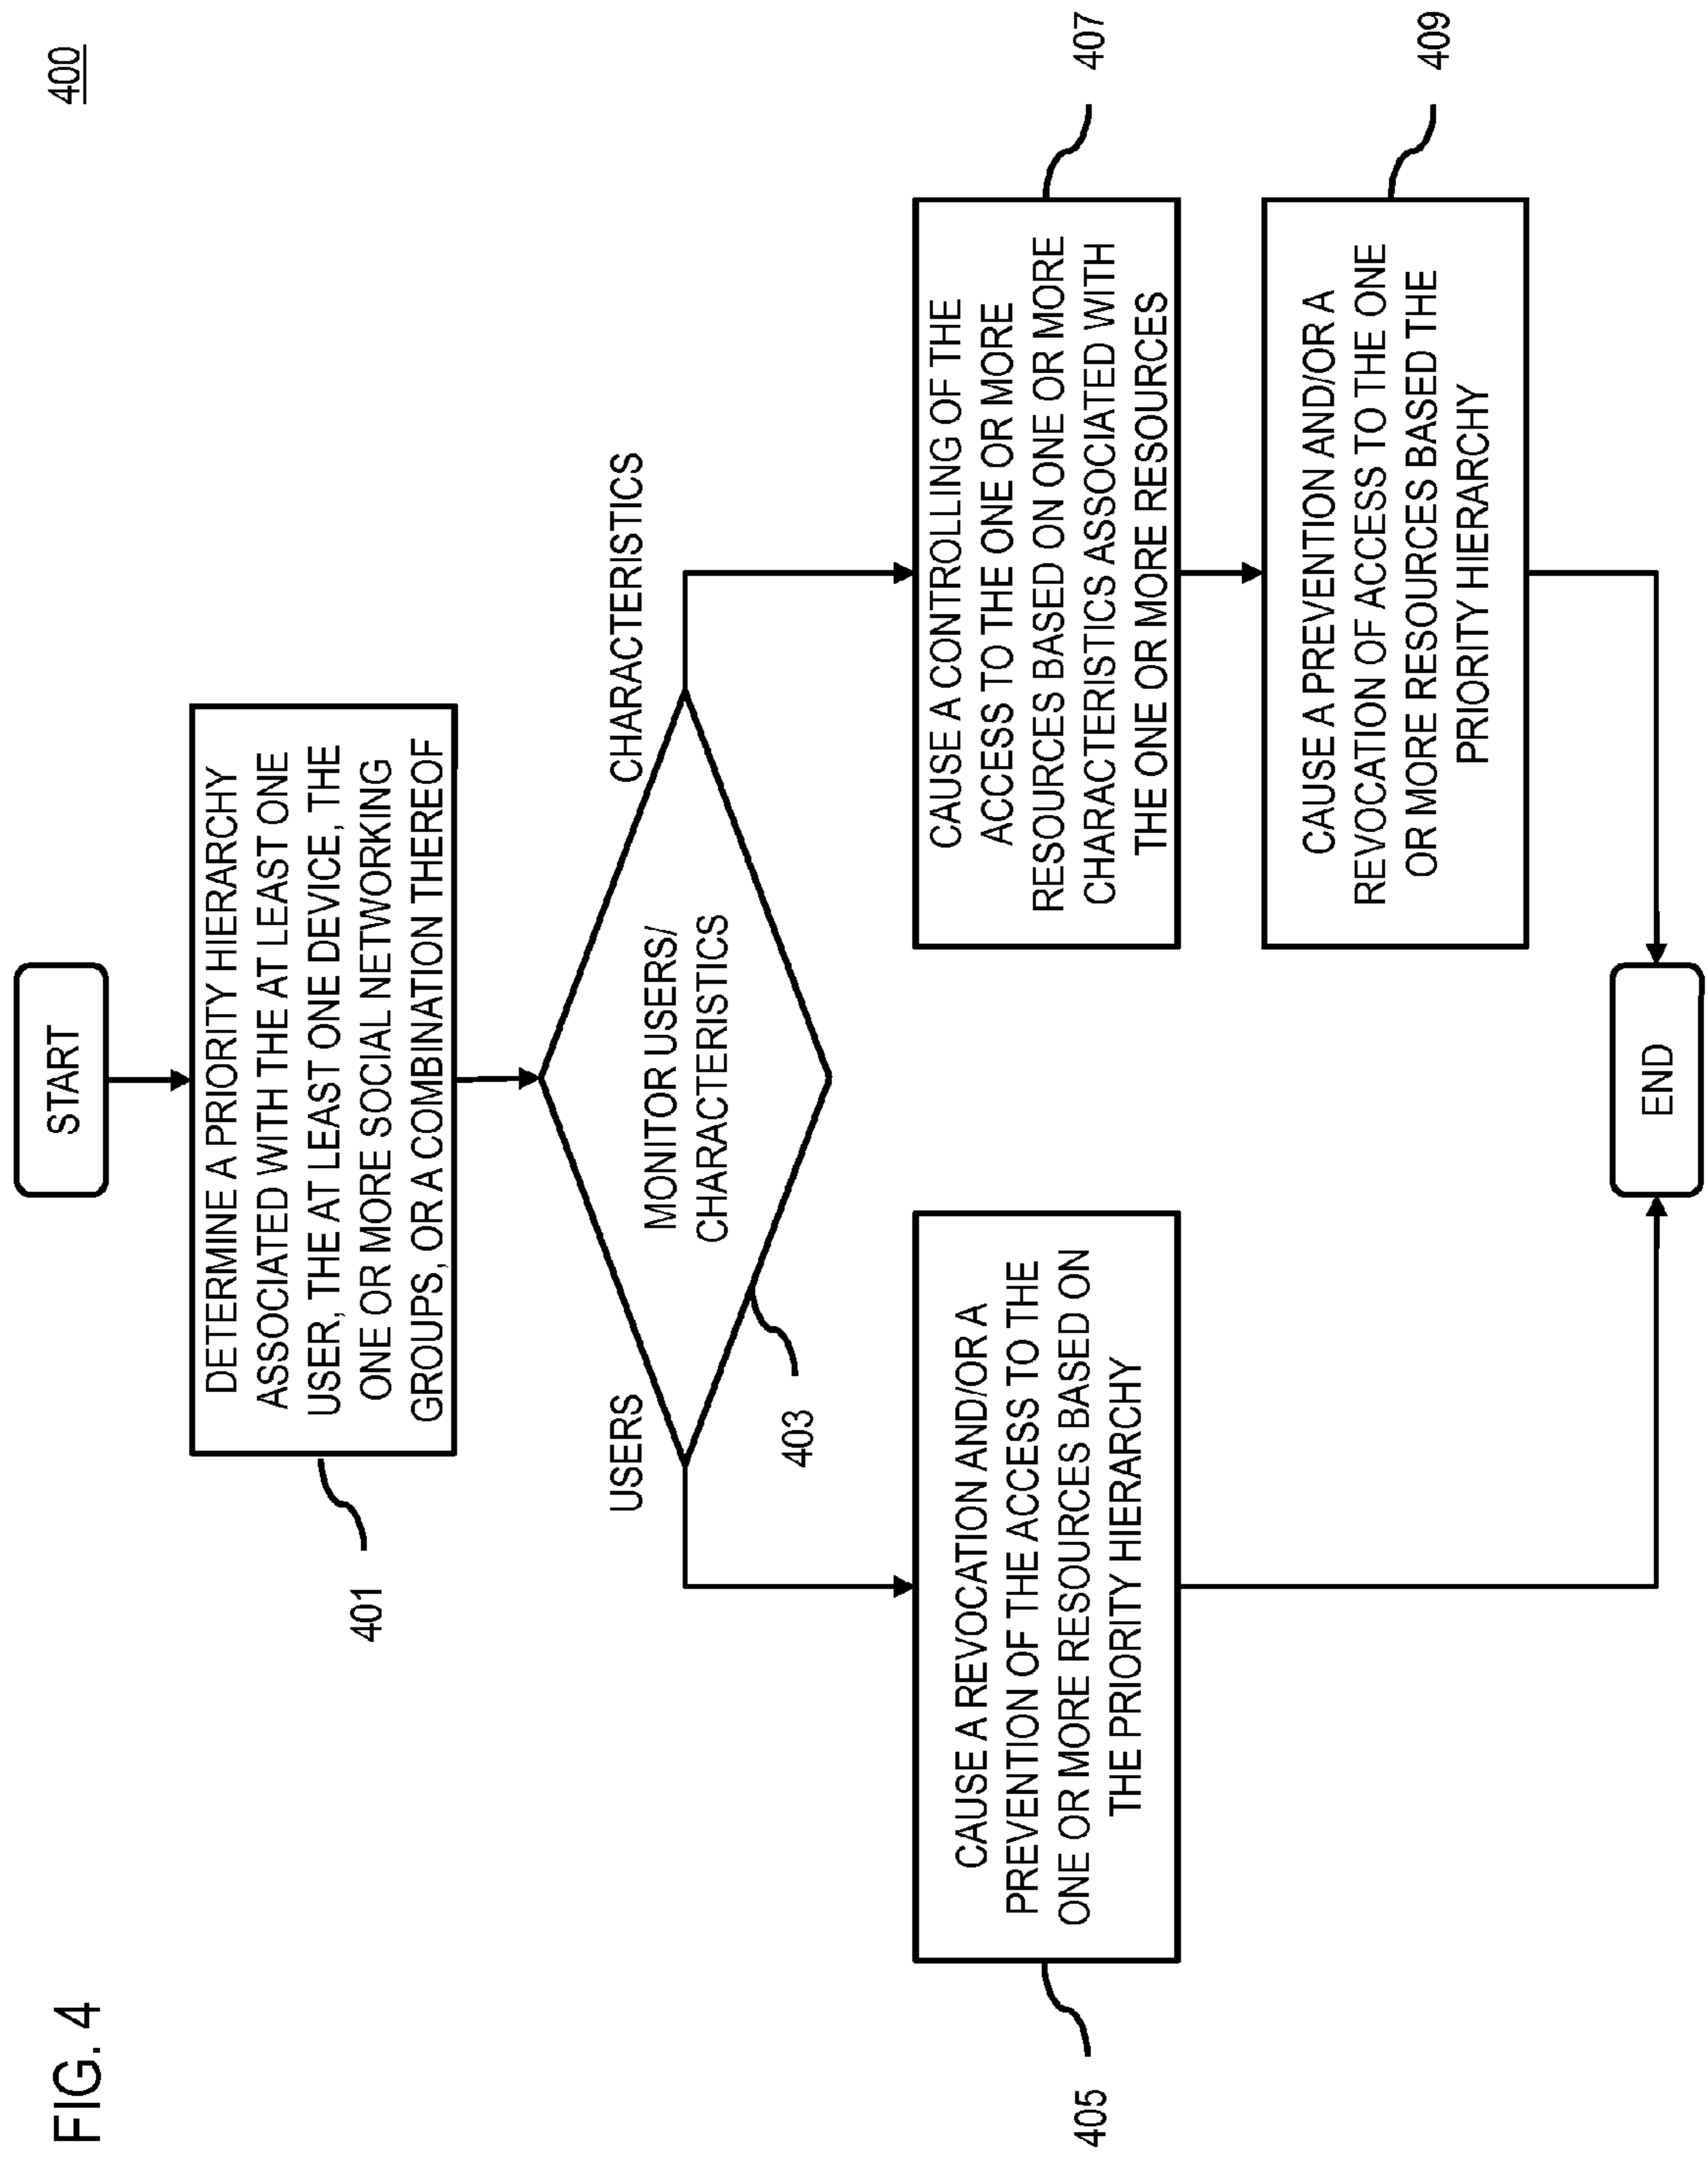 FIG. 4
400
START
DETERMINE A PRIORITY HIERARCHY
ASSOCIATED WITH THE AT LEAST ONE
USER, THE AT LEAST ONE DEVICE, THE
ONE OR MORE SOCIAL NETWORKING
GROUPS, OR A COMBINATION THEREOF
401
USERS
CHARACTERISTICS
MONITOR USERS/
CHARACTERISTICS
403
CAUSE A REVOCATION AND/OR A
PREVENTION OF THE ACCESS TO THE
ONE OR MORE RESOURCES BASED ON
THE PRIORITY HIERARCHY
405
CAUSE A CONTROLLING OF THE
ACCESS TO THE ONE OR MORE
RESOURCES BASED ON ONE OR MORE
CHARACTERISTICS ASSOCIATED WITH
THE ONE OR MORE RESOURCES
407
CAUSE A PREVENTION AND/OR A
REVOCATION OF ACCESS TO THE ONE
OR MORE RESOURCES BASED THE
PRIORITY HIERARCHY
409
END